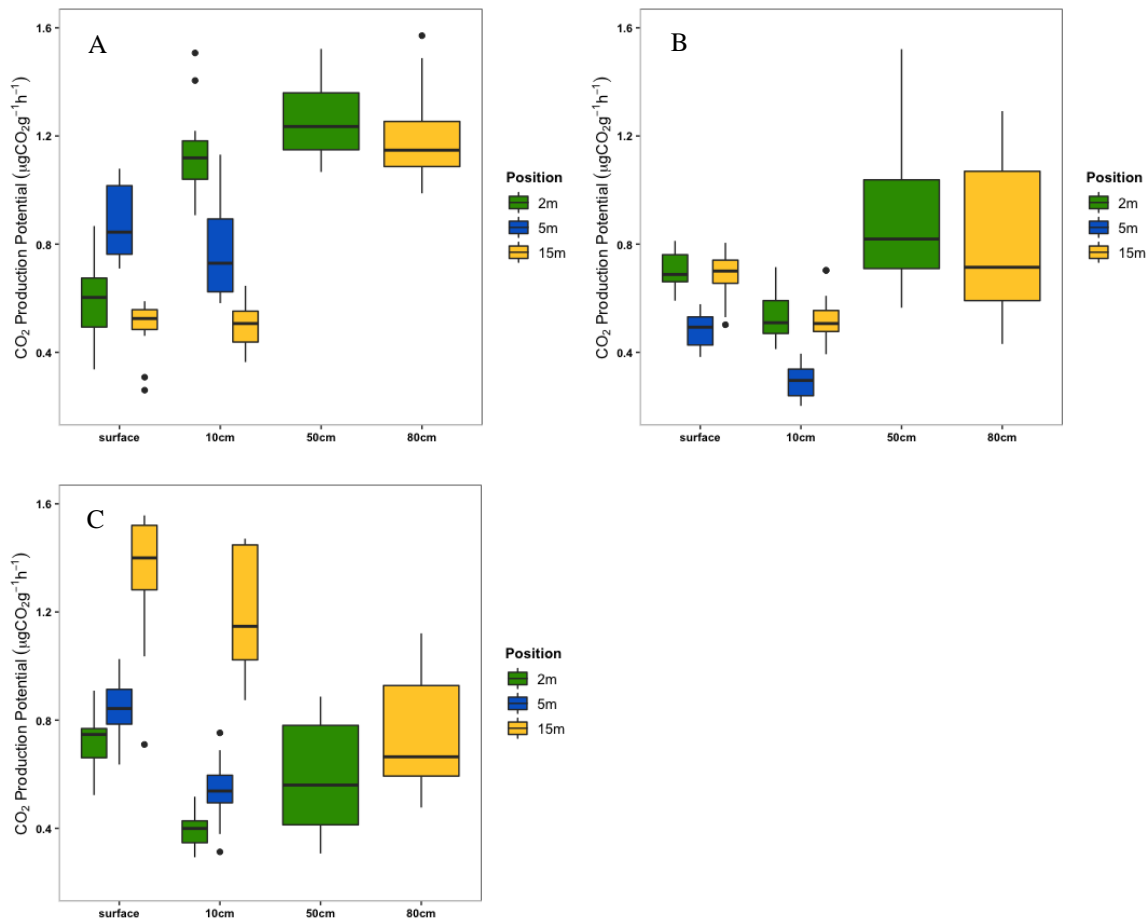 A
1.6
1.2
0.8
0.4
CO₂ Production Potential (µgCO₂g⁻¹h⁻¹)
surface 10cm 50cm 80cm
Position
2m
5m
15m
B
1.6
1.2
0.8
0.4
CO₂ Production Potential (µgCO₂g⁻¹h⁻¹)
surface 10cm 50cm 80cm
Position
2m
5m
15m
C
1.6
1.2
0.8
0.4
CO₂ Production Potential (µgCO₂g⁻¹h⁻¹)
surface 10cm 50cm 80cm
Position
2m
5m
15m